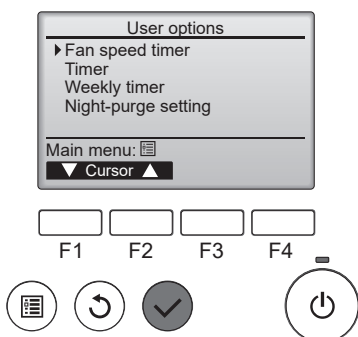 User options
Fan speed timer
Timer
Weekly timer
Night-purge setting
Main menu:
Cursor
F1 F2 F3 F4